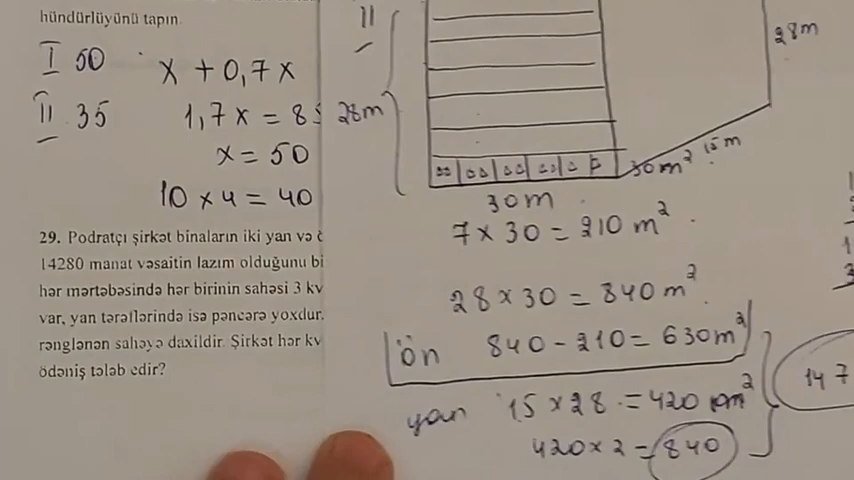 hündürlüyünü tapın.
I 50
x + 0,7x
II 35
1,7x = 8
x = 50
10 x 4 = 40
29. Podratçı şirkət binaların iki yan və
14280 manat vəsaitin lazım olduğunu bi
hər mərtəbəsində hər birinin sahəsi 3 kv
var, yan tərəflərində isə pəncərə yoxdur.
rənglənən sahəyə daxildir. Şirkət hər kv
ödəniş tələb edir?
II
28m
28m
15m
30m²
30m
7 x 30 = 210 m²
28 x 30 = 840 m²
ön 840 - 210 = 630m²
yan 15 x 28 = 420 m²
420 x 2 = 840
147